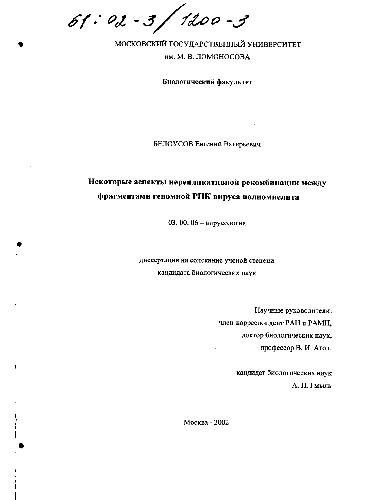 61:02-3/1200-3
МОСКОВСКИЙ ГОСУДАРСТВЕННЫЙ УНИВЕРСИТЕТ
им. М. В. ЛОМОНОСОВА
Биологический факультет
БЕЛОУСОВ Евгений Валерьевич
Некоторые аспекты нерепликативной рекомбинации между
фрагментами геномной РНК вируса полиомиелита
03. 00. 06 – вирусология
диссертация на соискание ученой степени
кандидата биологических наук
Научные руководители:
член-корреспондент РАН и РАМН,
доктор биологических наук,
профессор В. И. Агол
кандидат биологических наук
А. П. Гмыль
Москва - 2002